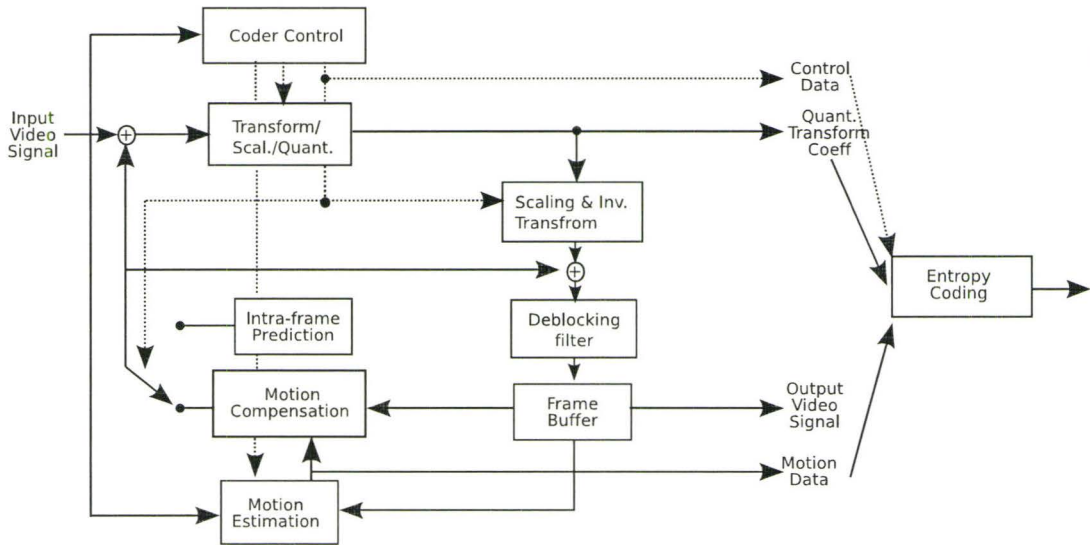 Coder Control
Control
Data
Input
Video
Signal
Transform/
Scal./Quant.
Quant.
Transform
Coeff
Scaling & Inv.
Transfrom
Entropy
Coding
Intra-frame
Prediction
Deblocking
filter
Motion
Compensation
Frame
Buffer
Output
Video
Signal
Motion
Data
Motion
Estimation